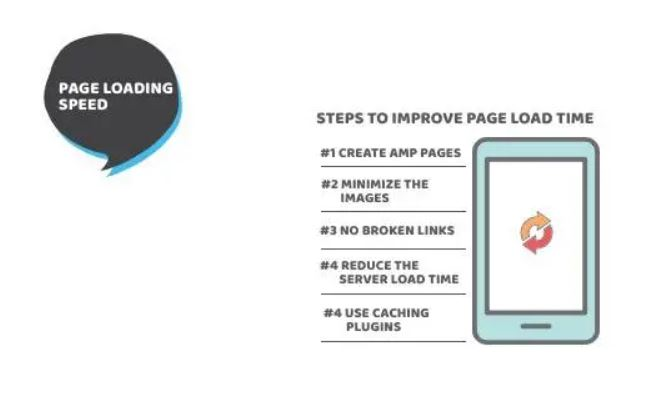 PAGE LOADING
SPEED
STEPS TO IMPROVE PAGE LOAD TIME
#1 CREATE AMP PAGES
#2 MINIMIZE THE
IMAGES
#3 NO BROKEN LINKS
#4 REDUCE THE
SERVER LOAD TIME
#4 USE CACHING
PLUGINS